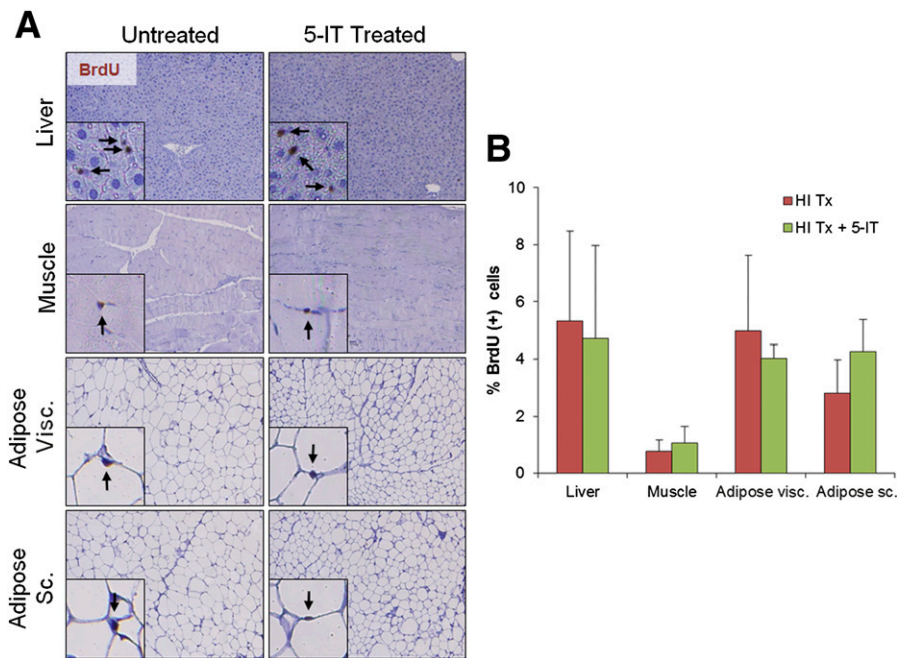 A
Untreated
5-IT Treated
BrdU
Liver
Muscle
Adipose
Visc.
Adipose
Sc.
B
10
8
6
4
2
0
% BrdU (+) cells
HI Tx
HI Tx + 5-IT
Liver
Muscle
Adipose visc.
Adipose sc.